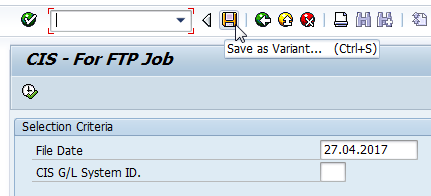 Save as Variant... (Ctrl+S)
CIS - For FTP Job
Selection Criteria
File Date 27.04.2017
CIS G/L System ID.